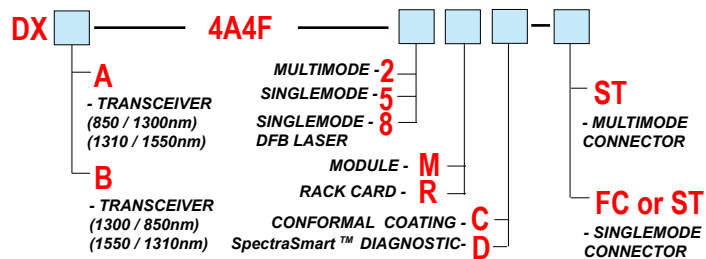 DX 4A4F -
A
- TRANSCEIVER
(850 / 1300nm)
(1310 / 1550nm)
B
- TRANSCEIVER
(1300 / 850nm)
(1550 / 1310nm)
MULTIMODE - 2
SINGLEMODE - 5
SINGLEMODE - 8
DFB LASER
MODULE - M
RACK CARD - R
CONFORMAL COATING - C
SpectraSmart ™ DIAGNOSTIC- D
ST
- MULTIMODE
CONNECTOR
FC or ST
- SINGLEMODE
CONNECTOR